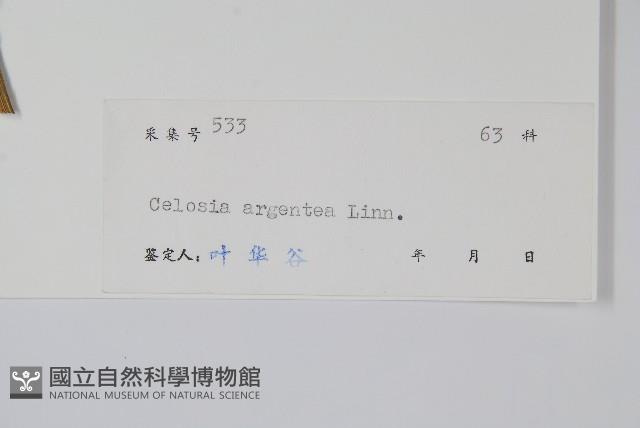 采集号 533 63 科
Celosia argentea Linn.
鉴定人: 叶华谷 年 月 日
國立自然科學博物館
NATIONAL MUSEUM OF NATURAL SCIENCE